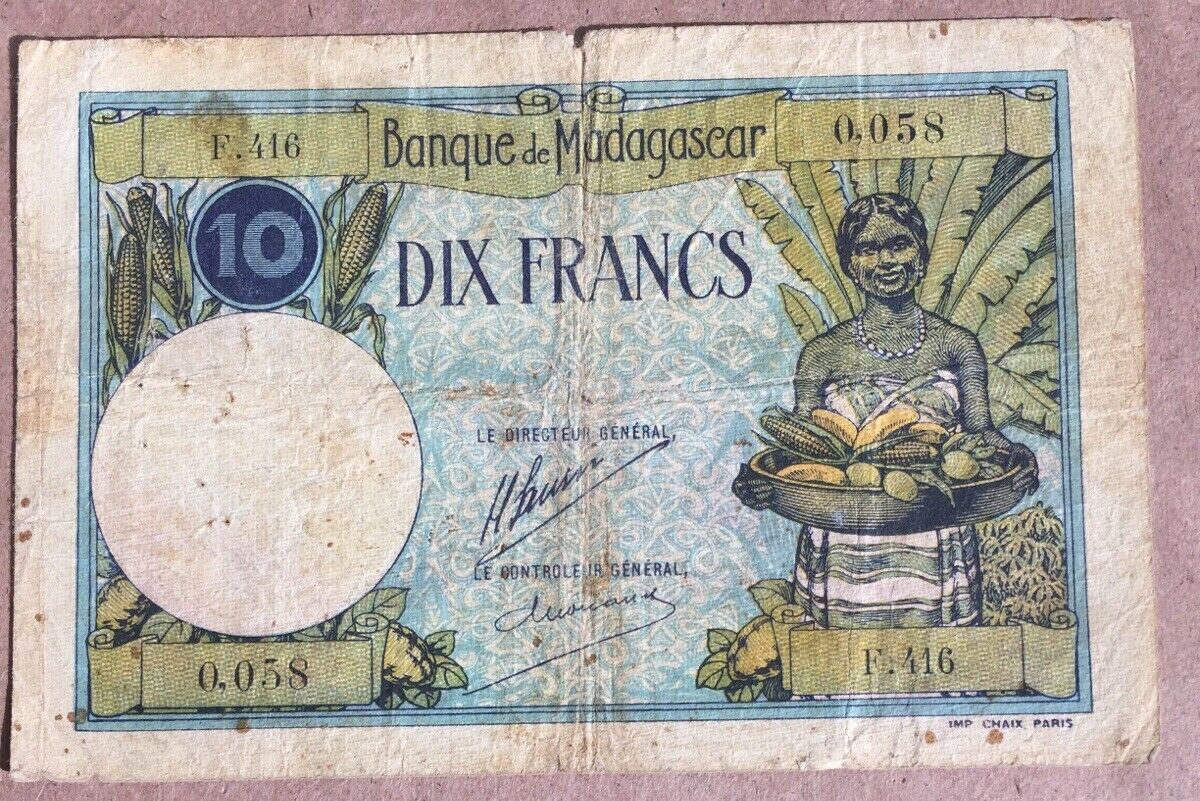 F.416
Banque de Madagascar
0,058
10
DIX FRANCS
LE DIRECTEUR GÉNÉRAL,
LE CONTROLEUR GÉNÉRAL,
0,058
F.416
IMP CHAIX PARIS